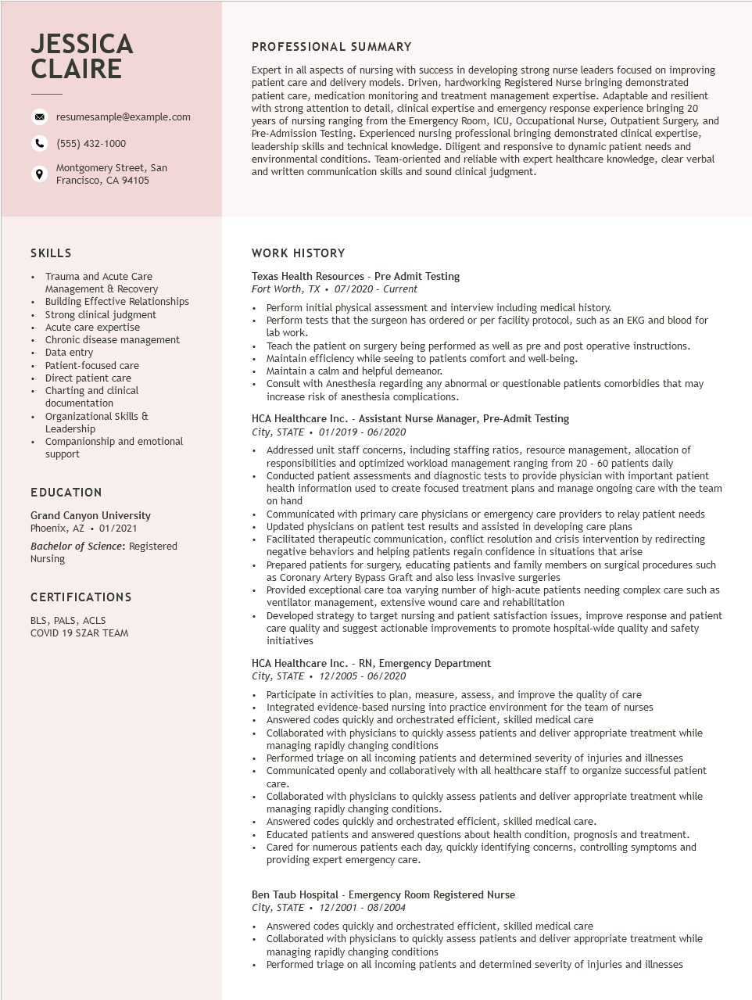 JESSICA
CLAIRE
resumesample@example.com
(555) 432-1000
Montgomery Street, San
Francisco, CA 94105
PROFESSIONAL SUMMARY
Expert in all aspects of nursing with success in developing strong nurse leaders focused on improving
patient care and delivery models. Driven, hardworking Registered Nurse bringing demonstrated
patient care, medication monitoring and treatment management expertise. Adaptable and resilient
with strong attention to detail, clinical expertise and emergency response experience bringing 20
years of nursing ranging from the Emergency Room, ICU, Occupational Nurse, Outpatient Surgery, and
Pre-Admission Testing. Experienced nursing professional bringing demonstrated clinical expertise,
leadership skills and technical knowledge. Diligent and responsive to dynamic patient needs and
environmental conditions. Team-oriented and reliable with expert healthcare knowledge, clear verbal
and written communication skills and sound clinical judgment.
SKILLS
• Trauma and Acute Care
Management & Recovery
• Building Effective Relationships
• Strong clinical judgment
• Acute care expertise
• Chronic disease management
• Data entry
• Patient-focused care
• Direct patient care
• Charting and clinical
documentation
• Organizational Skills &
Leadership
• Companionship and emotional
support
EDUCATION
Grand Canyon University
Phoenix, AZ • 01/2021
Bachelor of Science: Registered
Nursing
CERTIFICATIONS
BLS, PALS, ACLS
COVID 19 SZAR TEAM
WORK HISTORY
Texas Health Resources - Pre Admit Testing
Fort Worth, TX • 07/2020 - Current
• Perform initial physical assessment and interview including medical history.
• Perform tests that the surgeon has ordered or per facility protocol, such as an EKG and blood for
lab work.
• Teach the patient on surgery being performed as well as pre and post operative instructions.
• Maintain efficiency while seeing to patients comfort and well-being.
• Maintain a calm and helpful demeanor.
• Consult with Anesthesia regarding any abnormal or questionable patients comorbidies that may
increase risk of anesthesia complications.
HCA Healthcare Inc. - Assistant Nurse Manager, Pre-Admit Testing
City, STATE • 01/2019 - 06/2020
• Addressed unit staff concerns, including staffing ratios, resource management, allocation of
responsibilities and optimized workload management ranging from 20 - 60 patients daily
• Conducted patient assessments and diagnostic tests to provide physician with important patient
health information used to create focused treatment plans and manage ongoing care with the team
on hand
• Communicated with primary care physicians or emergency care providers to relay patient needs
• Updated physicians on patient test results and assisted in developing care plans
• Facilitated therapeutic communication, conflict resolution and crisis intervention by redirecting
negative behaviors and helping patients regain confidence in situations that arise
• Prepared patients for surgery, educating patients and family members on surgical procedures such
as Coronary Artery Bypass Graft and also less invasive surgeries
• Provided exceptional care toa varying number of high-acute patients needing complex care such as
ventilator management, extensive wound care and rehabilitation
• Developed strategy to target nursing and patient satisfaction issues, improve response and patient
care quality and suggest actionable improvements to promote hospital-wide quality and safety
initiatives
HCA Healthcare Inc. - RN, Emergency Department
City, STATE • 12/2005 - 06/2020
• Participate in activities to plan, measure, assess, and improve the quality of care
• Integrated evidence-based nursing into practice environment for the team of nurses
• Answered codes quickly and orchestrated efficient, skilled medical care
• Collaborated with physicians to quickly assess patients and deliver appropriate treatment while
managing rapidly changing conditions
• Performed triage on all incoming patients and determined severity of injuries and illnesses
• Communicated openly and collaboratively with all healthcare staff to organize successful patient
care.
• Collaborated with physicians to quickly assess patients and deliver appropriate treatment while
managing rapidly changing conditions.
• Answered codes quickly and orchestrated efficient, skilled medical care.
• Educated patients and answered questions about health condition, prognosis and treatment.
• Cared for numerous patients each day, quickly identifying concerns, controlling symptoms and
providing expert emergency care.
Ben Taub Hospital - Emergency Room Registered Nurse
City, STATE • 12/2001 - 08/2004
• Answered codes quickly and orchestrated efficient, skilled medical care
• Collaborated with physicians to quickly assess patients and deliver appropriate treatment while
managing rapidly changing conditions
• Performed triage on all incoming patients and determined severity of injuries and illnesses